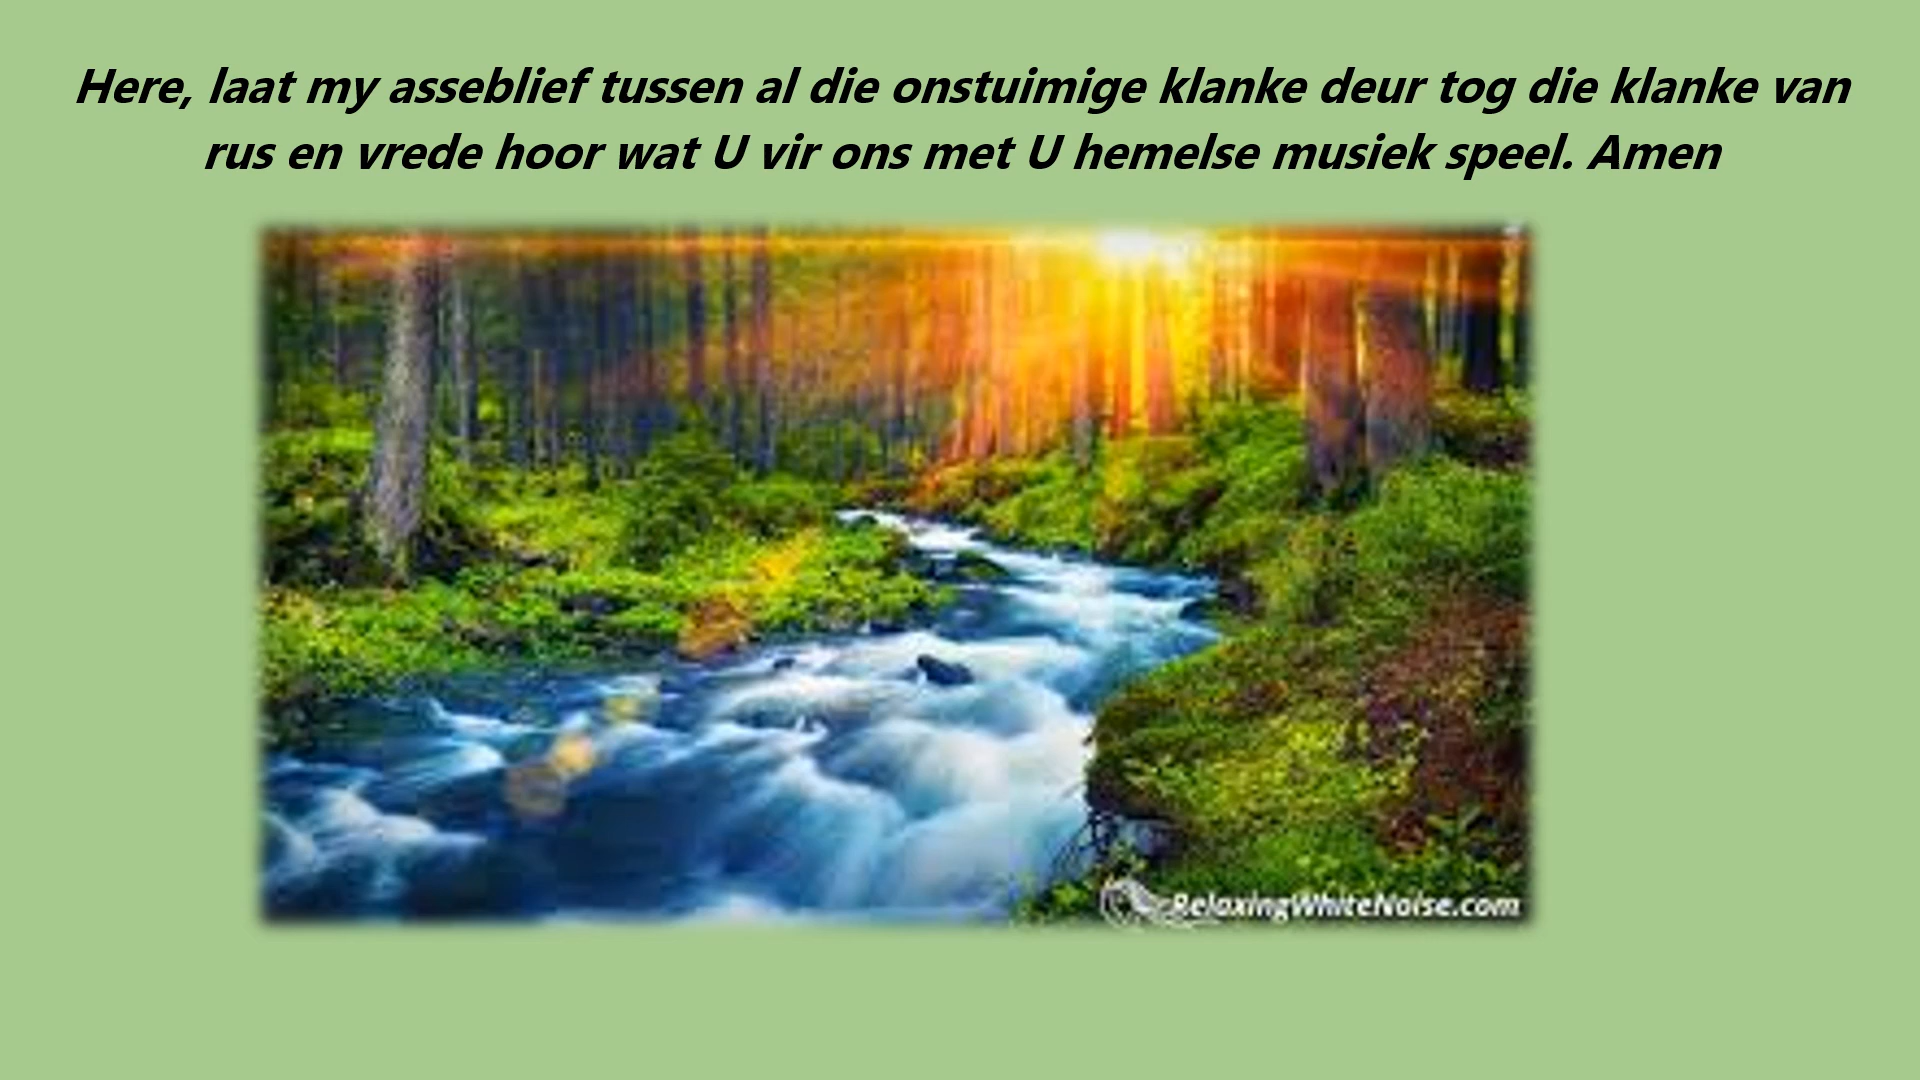 Here, laat my asseblief tussen al die onstuimige klanke deur tog die klanke van
rus en vrede hoor wat U vir ons met U hemelse musiek speel. Amen
RelaxingWhiteNoise.com